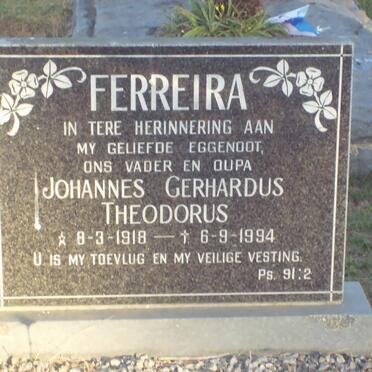 FERREIRA
IN TERE HERINNERING AAN
MY GELIEFDE EGGENOOT,
ONS VADER EN OUPA
JOHANNES GERHARDUS
THEODORUS
☆ 8-3-1918 — † 6-9-1994
U IS MY TOEVLUG EN MY VEILIGE VESTING.
PS. 91:2